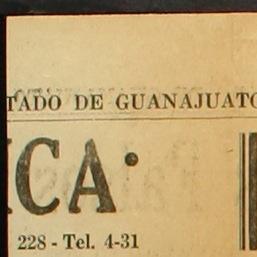 TADO DE GUANAJUATO
ICA:
228 - Tel. 4-31